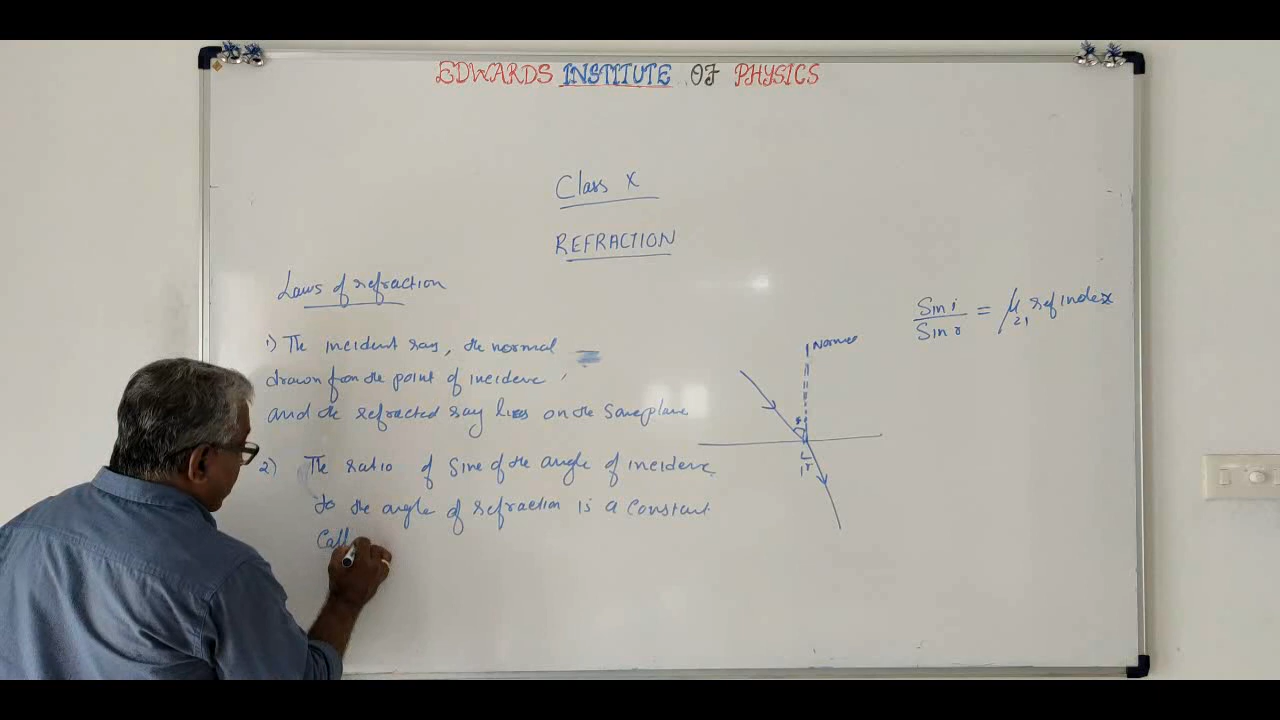 EDWARDS INSTITUTE OF PHYSICS
Class X
REFRACTION
Laws of refraction
1) The incident ray, the normal
drawn from the point of incidence,
and the refracted ray lies on the same plane
2) The ratio of Sine of the angle of incidence
to the angle of refraction is a constant
Call
Normal
i
r
Sin i
Sin r
= μ21 ref index